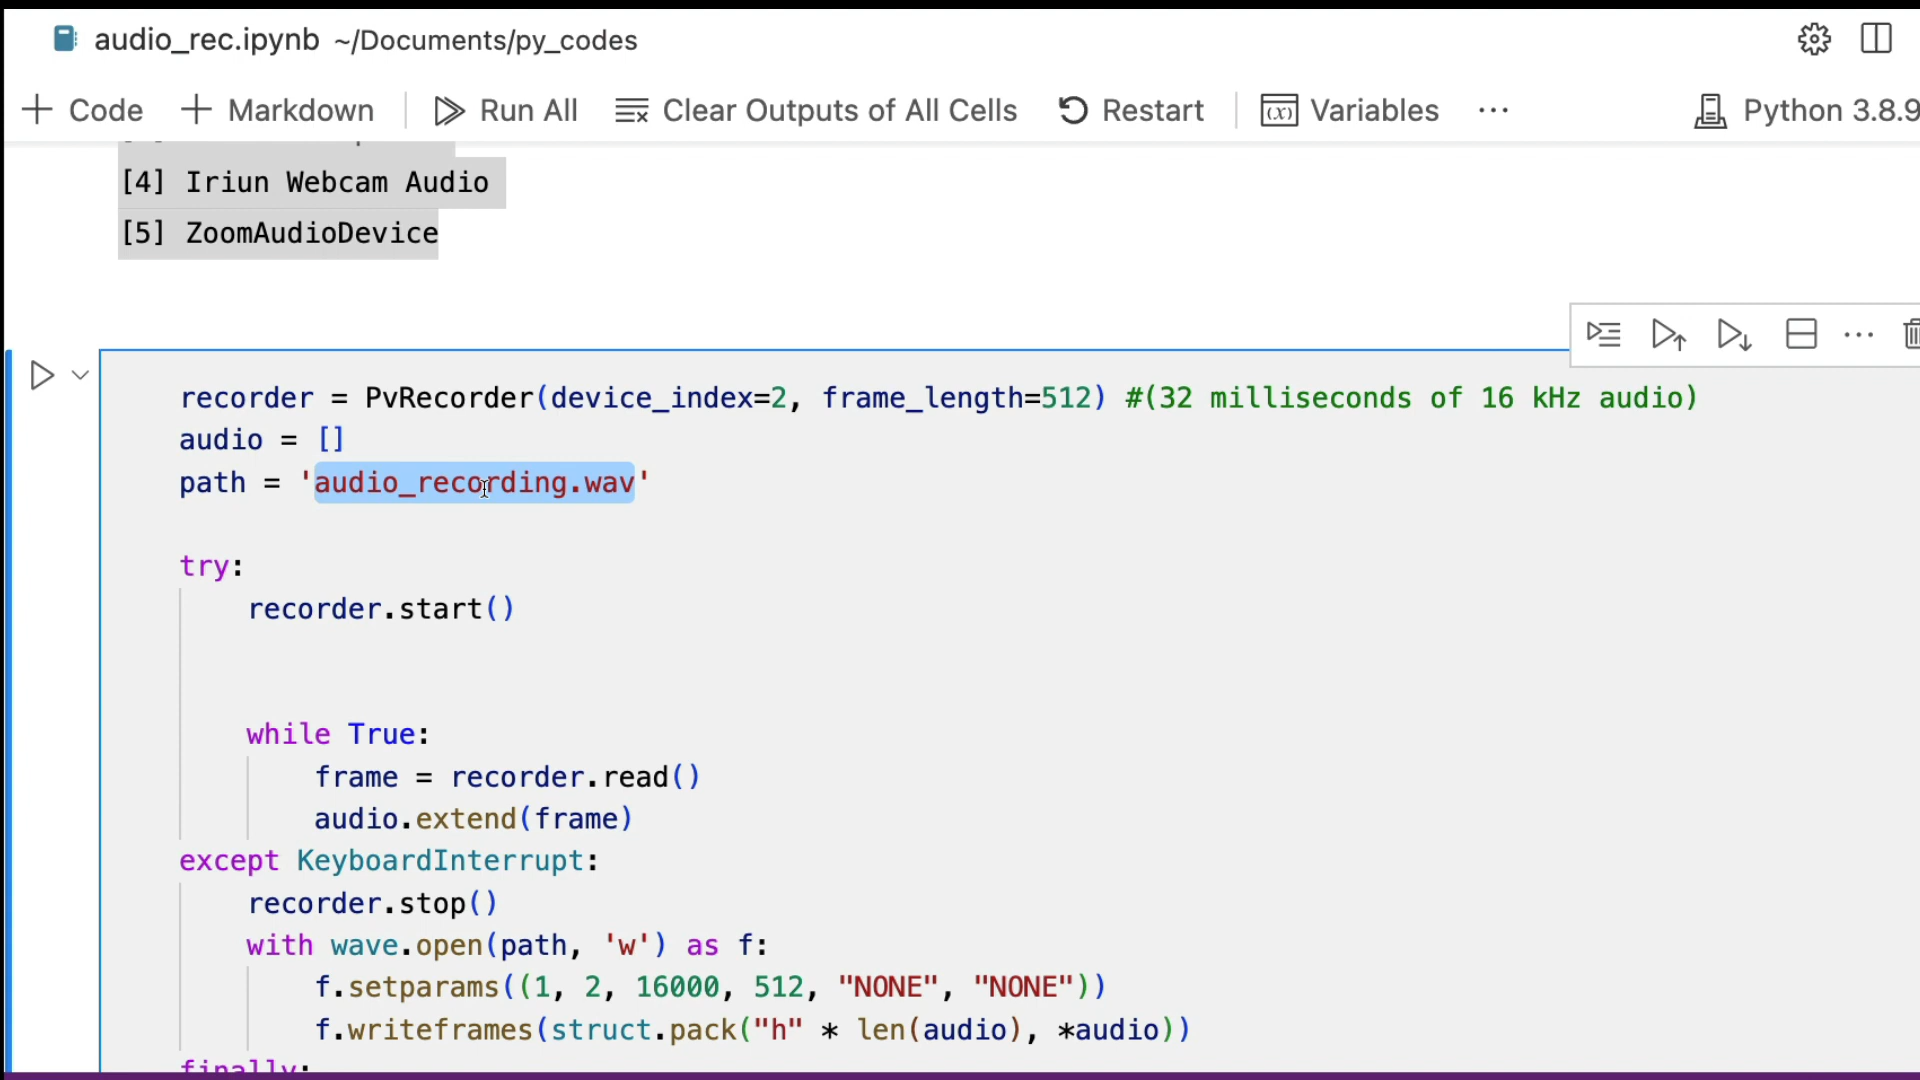 audio_rec.ipynb ~/Documents/py_codes
Code Markdown Run All Clear Outputs of All Cells Restart Variables ··· Python 3.8.9
[4] Iriun Webcam Audio
[5] ZoomAudioDevice
recorder = PvRecorder(device_index=2, frame_length=512) #(32 milliseconds of 16 kHz audio)
audio = []
path = 'audio_recording.wav'
try:
recorder.start()
while True:
frame = recorder.read()
audio.extend(frame)
except KeyboardInterrupt:
recorder.stop()
with wave.open(path, 'w') as f:
f.setparams((1, 2, 16000, 512, "NONE", "NONE"))
f.writeframes(struct.pack("h" * len(audio), *audio))
finally: